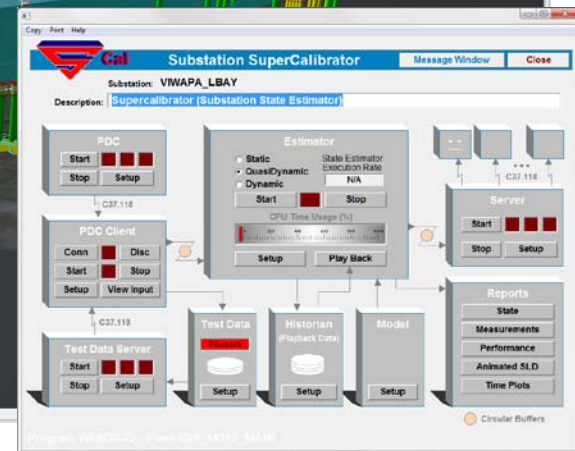 Copy Print Help
Cal
Substation SuperCalibrator
Message Window
Close
Substation: VIWAPA_LBAY
Description: Supercalibrator (Substation State Estimator)
PDC
Start
Stop
Setup
C37.118
PDC Client
Conn
Disc
Start
Stop
Setup
View Input
C37.118
Test Data Server
Start
Stop
Setup
Estimator
Static
QuasiDynamic
Dynamic
State Estimator
Execution Rate
N/A
Start
Stop
CPU Time Usage (%)
Setup
Play Back
Test Data
Phasors
Setup
Historian
(Playback Data)
Setup
Model
Setup
C37.118
Server
Start
Stop
Setup
Reports
State
Measurements
Performance
Animated SLD
Time Plots
Circular Buffers